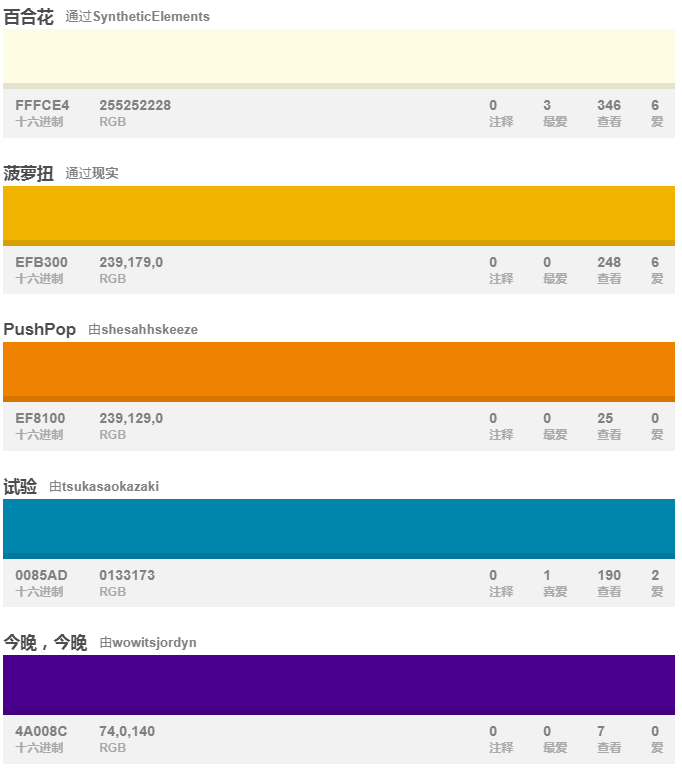 百合花 通过SyntheticElements
FFFCE4 255252228 0 3 346 6
十六进制 RGB 注释 最爱 查看 爱
菠萝扭 通过现实
EFB300 239,179,0 0 0 248 6
十六进制 RGB 注释 最爱 查看 爱
PushPop 由shesahhskeeze
EF8100 239,129,0 0 0 25 0
十六进制 RGB 注释 最爱 查看 爱
试验 由tsukasaokazaki
0085AD 0133173 0 1 190 2
十六进制 RGB 注释 喜爱 查看 爱
今晚，今晚 由wowitsjordyn
4A008C 74,0,140 0 0 7 0
十六进制 RGB 注释 最爱 查看 爱